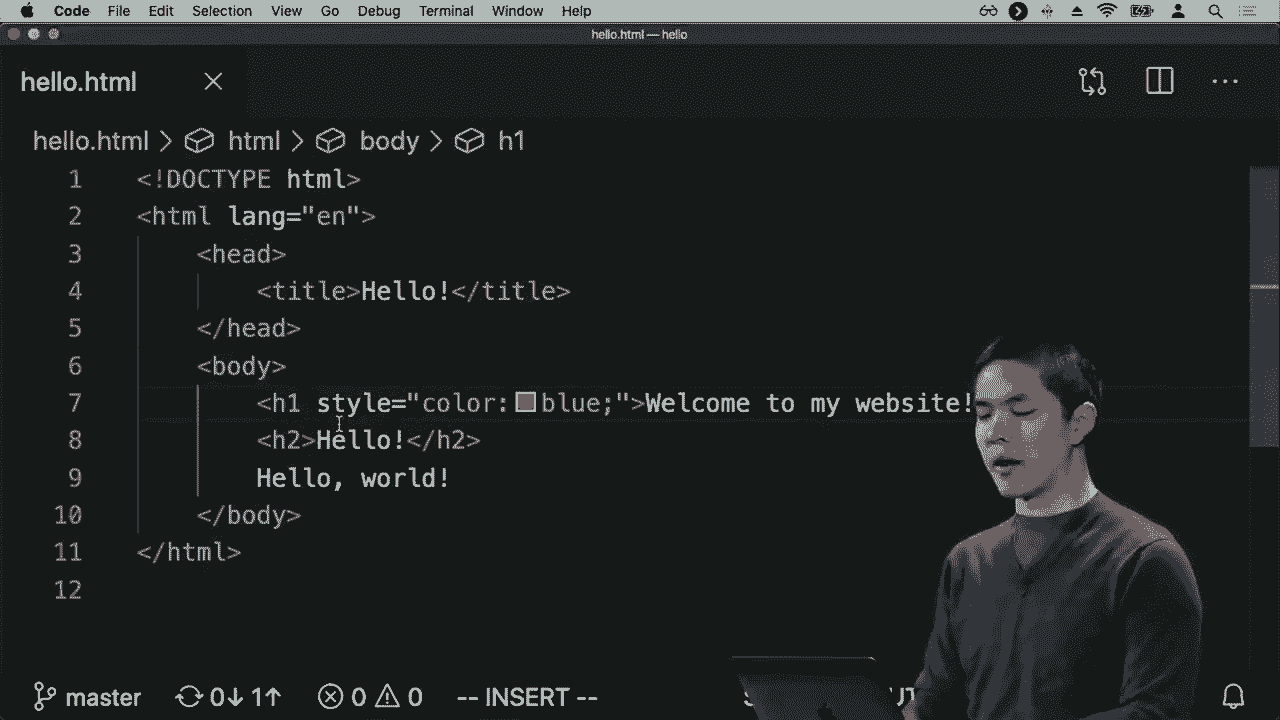 Code File Edit Selection View Go Debug Terminal Window Help
hello.html — hello
hello.html
hello.html > html > body > h1
1 <!DOCTYPE html>
2 <html lang="en">
3 <head>
4 <title>Hello!</title>
5 </head>
6 <body>
7 <h1 style="color: blue;">Welcome to my website!
8 <h2>Hello!</h2>
9 Hello, world!
10 </body>
11 </html>
12
master 0↓ 1↑ 0 0 -- INSERT --